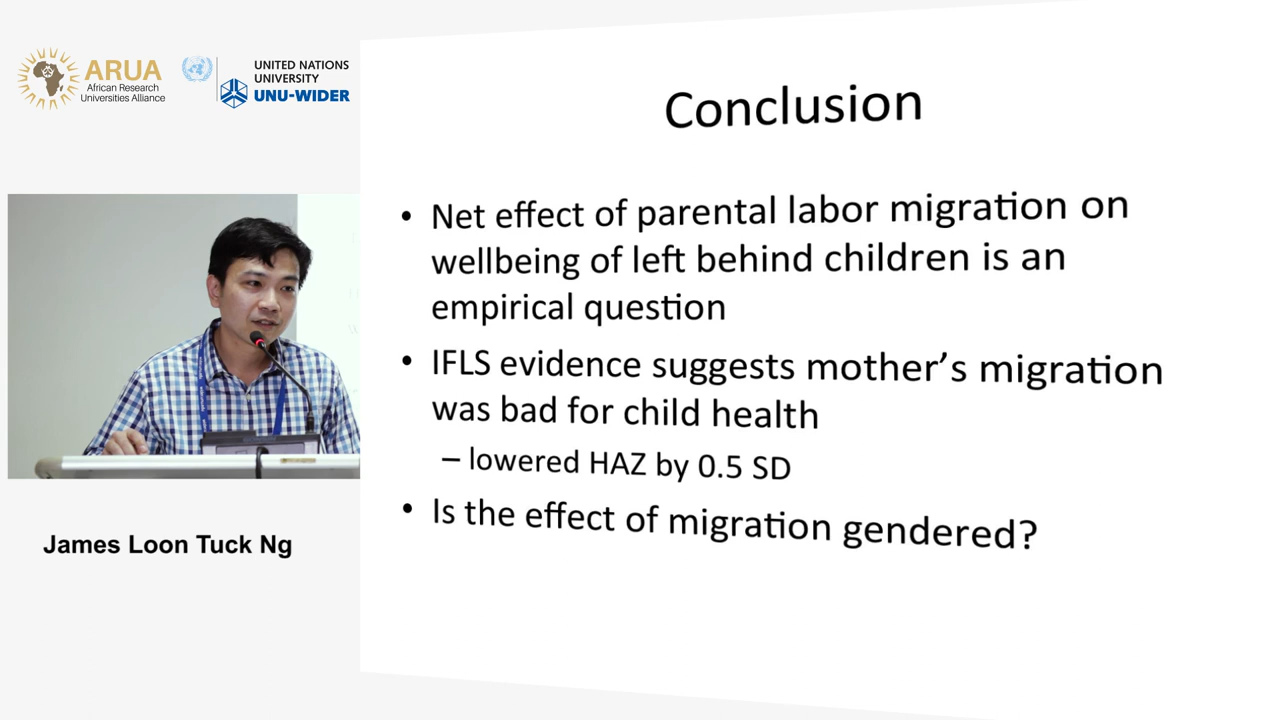 ARUA
African Research
Universities Alliance
UNITED NATIONS
UNIVERSITY
UNU-WIDER
James Loon Tuck Ng
Conclusion
• Net effect of parental labor migration on
wellbeing of left behind children is an
empirical question
• IFLS evidence suggests mother’s migration
was bad for child health
– lowered HAZ by 0.5 SD
• Is the effect of migration gendered?